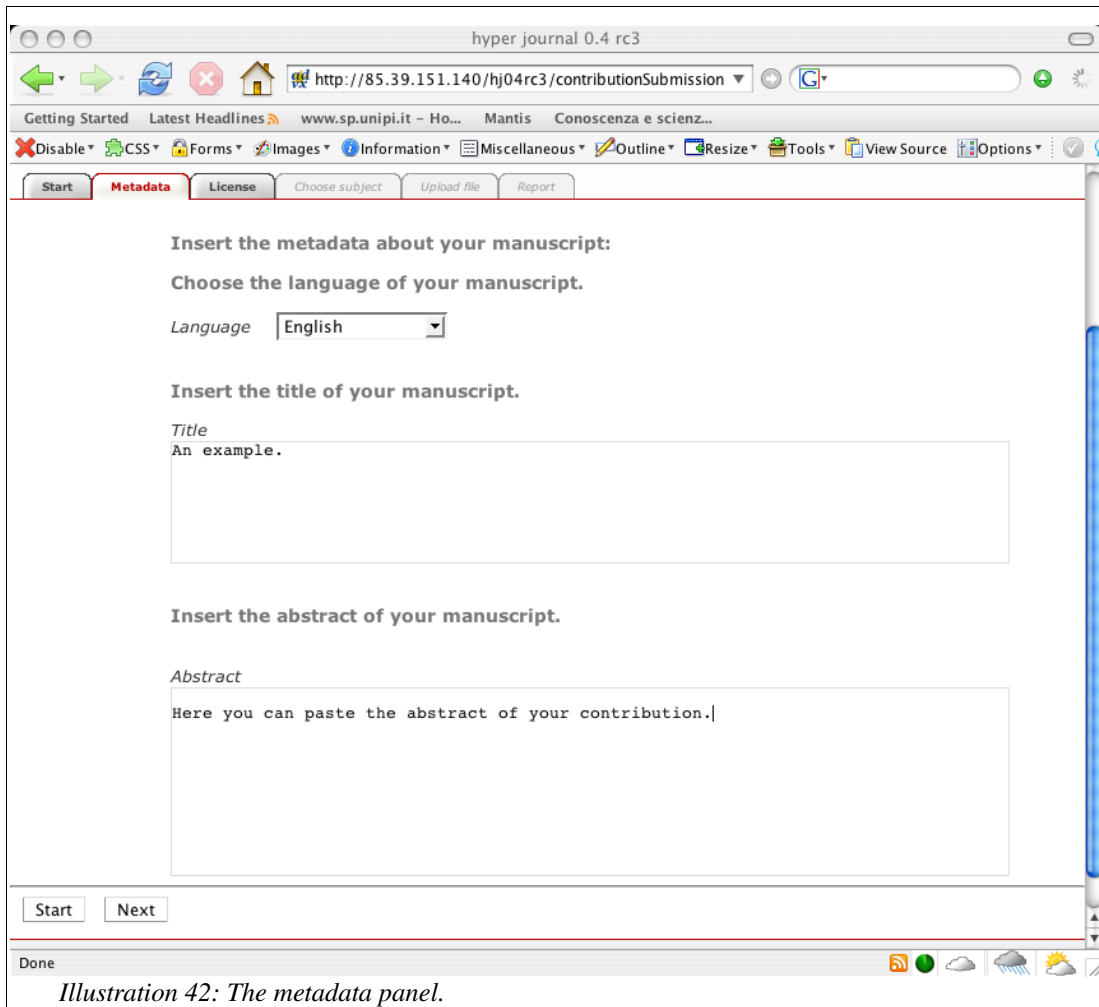 hyper journal 0.4 rc3
http://85.39.151.140/hj04rc3/contributionSubmission
G
Getting Started Latest Headlines www.sp.unipi.it – Ho... Mantis Conoscenza e scienz...
Disable CSS Forms Images Information Miscellaneous Outline Resize Tools View Source Options
Start Metadata License Choose subject Upload file Report
Insert the metadata about your manuscript:
Choose the language of your manuscript.
Language English
Insert the title of your manuscript.
Title
An example.
Insert the abstract of your manuscript.
Abstract
Here you can paste the abstract of your contribution.
Start Next
Done
Illustration 42: The metadata panel.